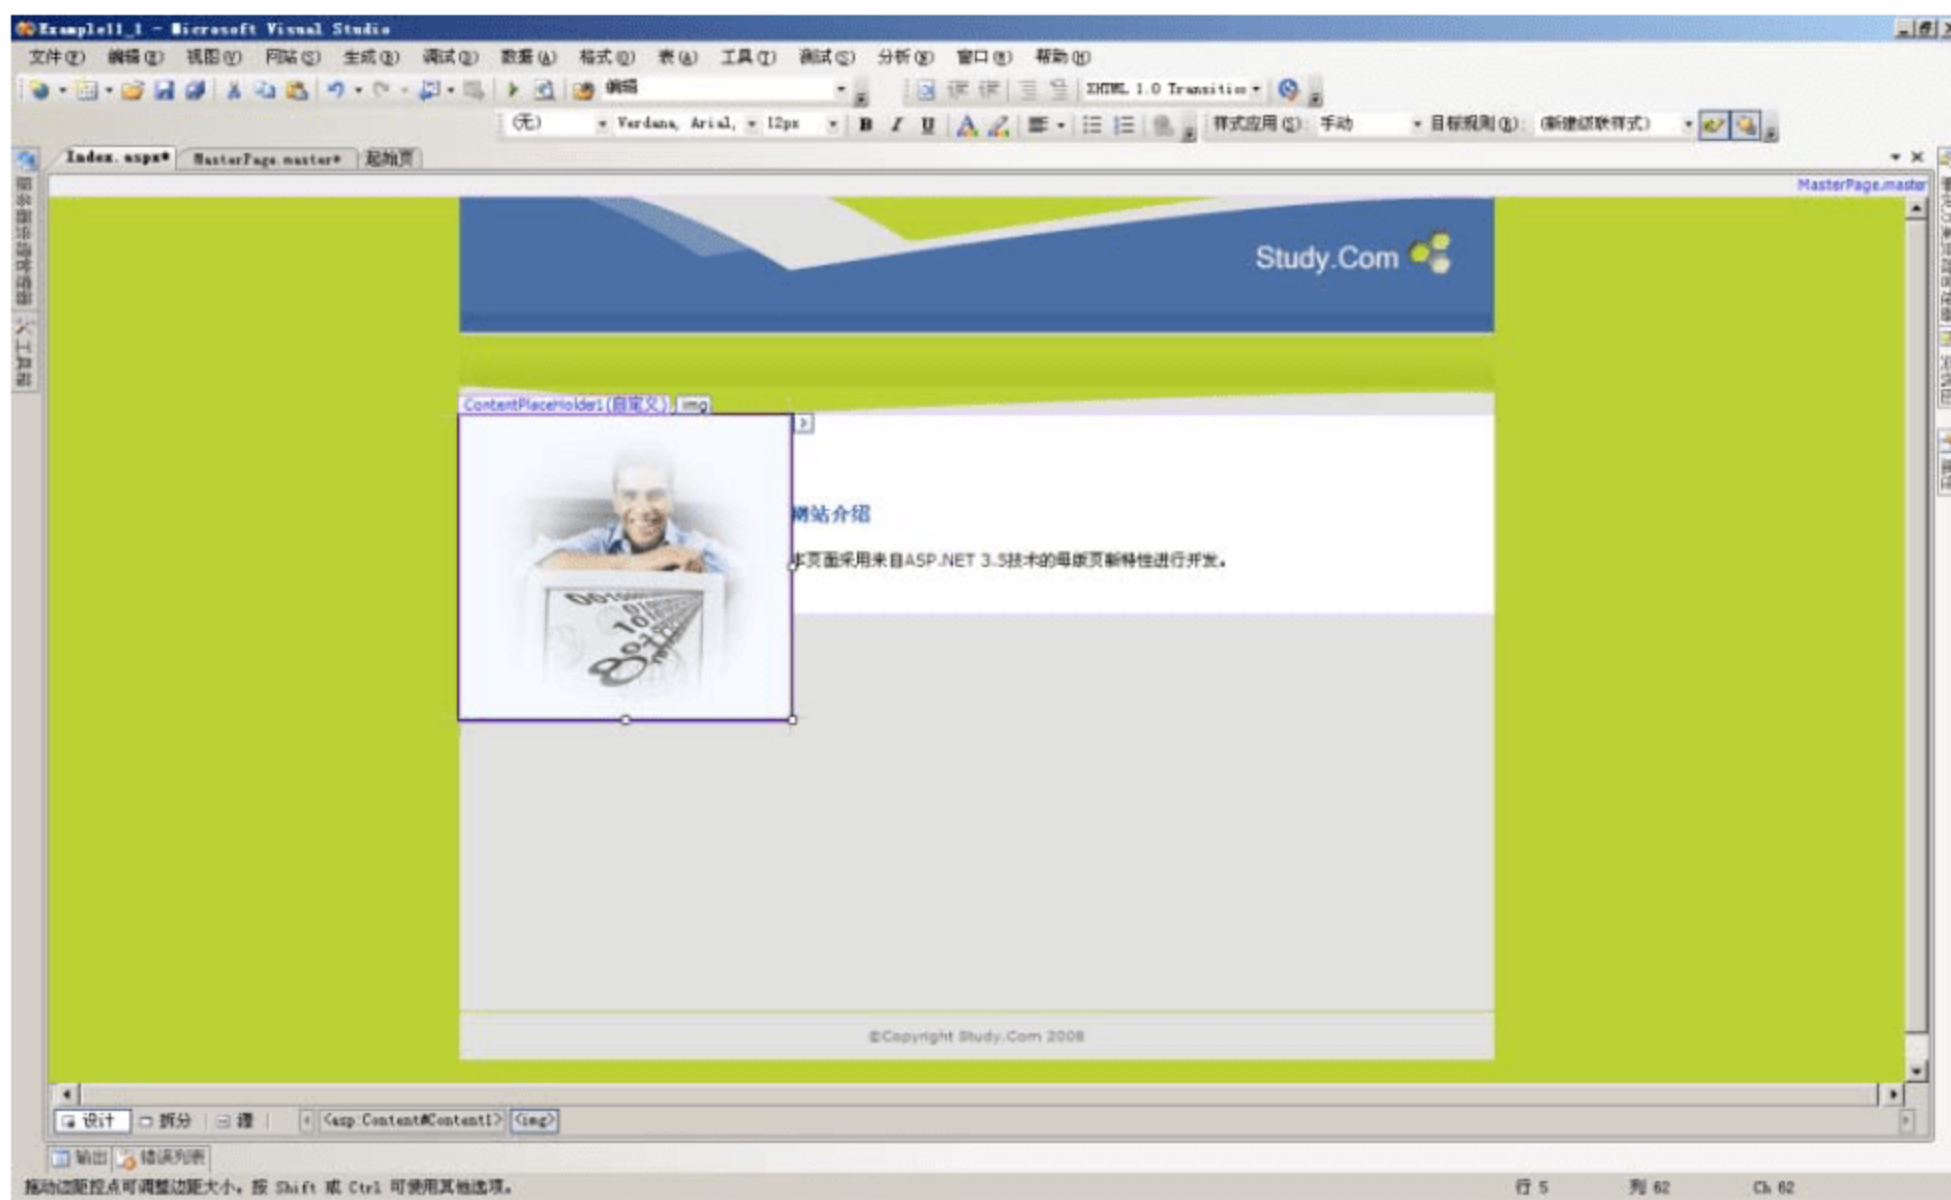 Example11_1 - Microsoft Visual Studio
文件(F) 编辑(E) 视图(V) 网站(S) 生成(B) 调试(D) 数据(A) 格式(O) 表(A) 工具(T) 测试(S) 分析(N) 窗口(W) 帮助(H)
编辑 XHTML 1.0 Transition
(无) Verdana, Arial, 12px B I U A 样式应用(S): 手动 目标规则(B): (新建级联样式)
Index.aspx* MasterPage.master* 起始页
MasterPage.master
工具箱
Study.Com
ContentPlaceHolder1 (自定义) img
网站介绍
本页面采用来自ASP.NET 3.5技术的母版页新特性进行开发。
©Copyright Study.Com 2008
设计 拆分 源 <asp:Content#Content1> <img>
输出 错误列表
拖动边距控点可调整边距大小。按 Shift 或 Ctrl 可使用其他选项。 行 5 列 62 Ch 62